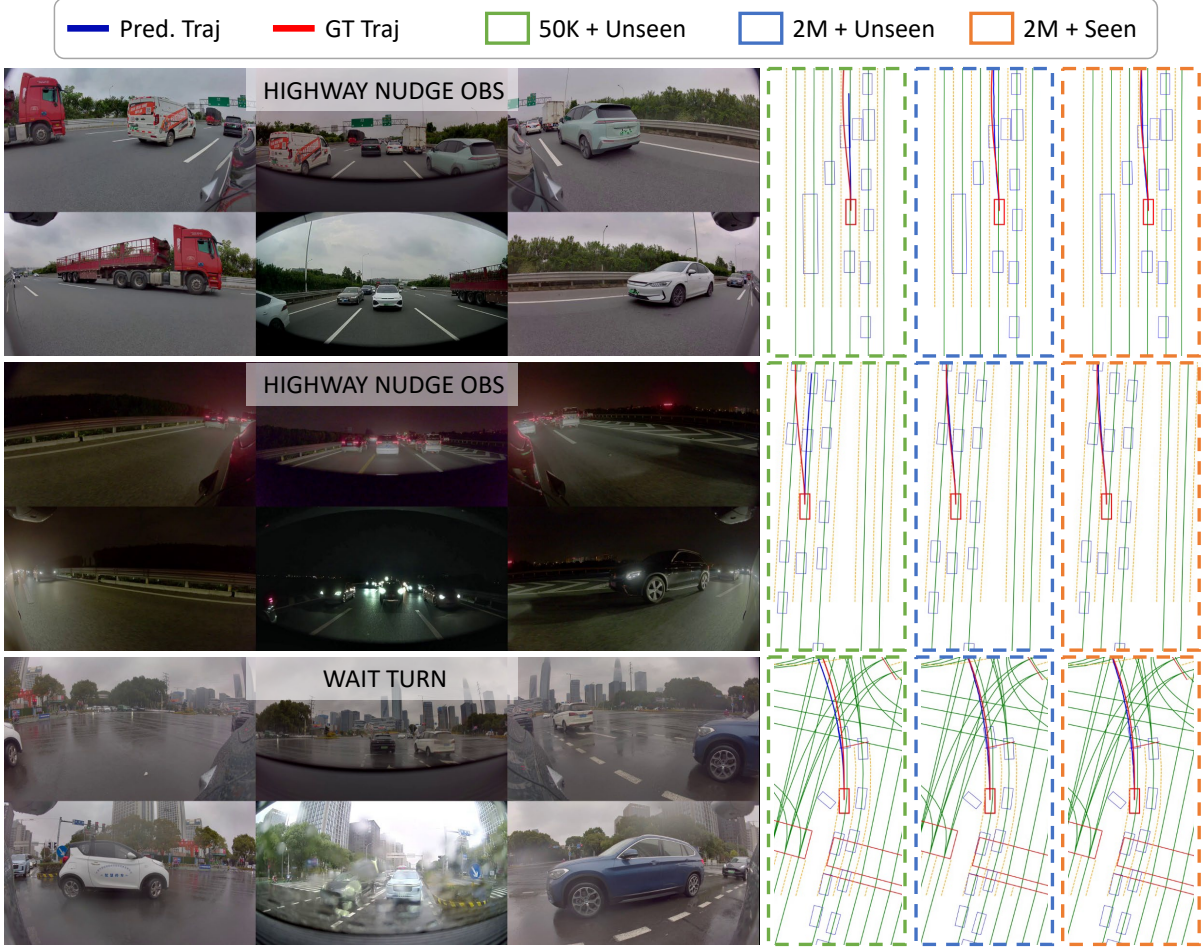 Pred. Traj GT Traj 50K + Unseen 2M + Unseen 2M + Seen
HIGHWAY NUDGE OBS
HIGHWAY NUDGE OBS
WAIT TURN